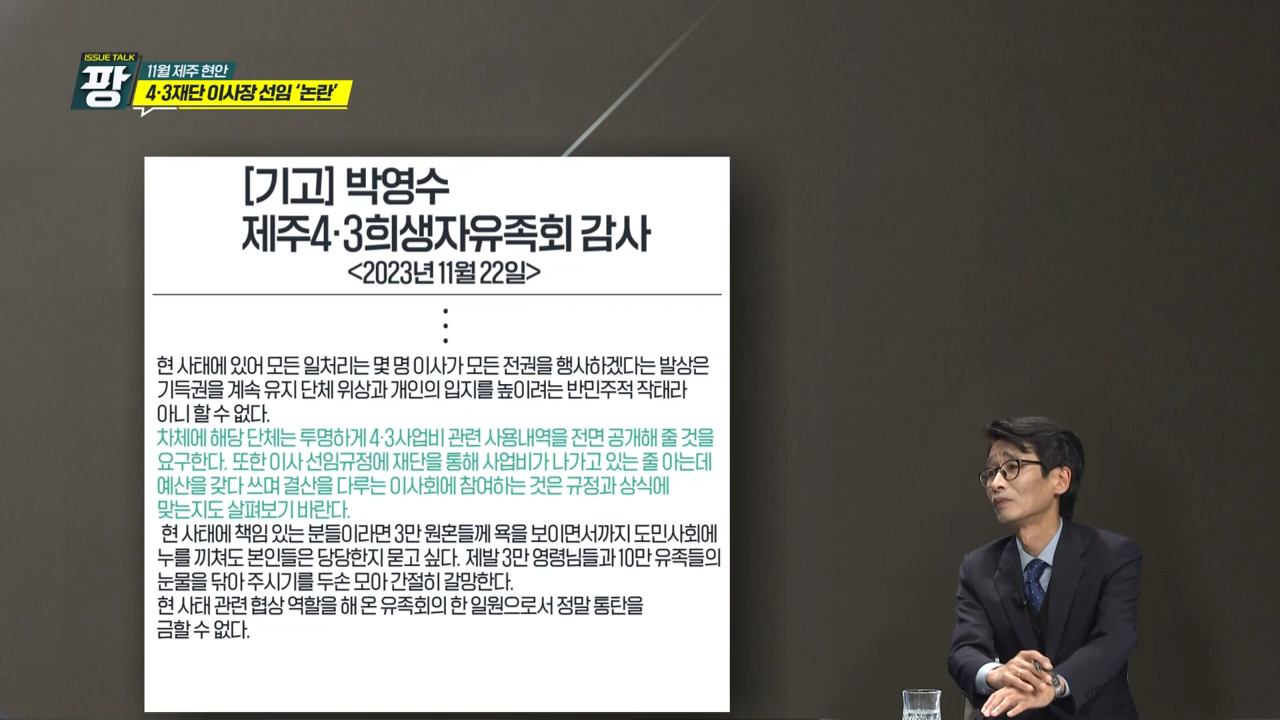 ISSUE TALK
팡
11월 제주 현안
4·3재단 이사장 선임 '논란'
[기고] 박영수
제주4·3희생자유족회 감사
<2023년 11월 22일>
현 사태에 있어 모든 일처리는 몇 명 이사가 모든 전권을 행사하겠다는 발상은
기득권을 계속 유지 단체 위상과 개인의 입지를 높이려는 반민주적 작태라
아니 할 수 없다.
차체에 해당 단체는 투명하게 4·3사업비 관련 사용내역을 전면 공개해 줄 것을
요구한다. 또한 이사 선임규정에 재단을 통해 사업비가 나가고 있는 줄 아는데
예산을 갖다 쓰며 결산을 다루는 이사회에 참여하는 것은 규정과 상식에
맞는지도 살펴보기 바란다.
현 사태에 책임 있는 분들이라면 3만 원혼들께 욕을 보이면서까지 도민사회에
누를 끼쳐도 본인들은 당당한지 묻고 싶다. 제발 3만 영령님들과 10만 유족들의
눈물을 닦아 주시기를 두손 모아 간절히 갈망한다.
현 사태 관련 협상 역할을 해 온 유족회의 한 일원으로서 정말 통탄을
금할 수 없다.